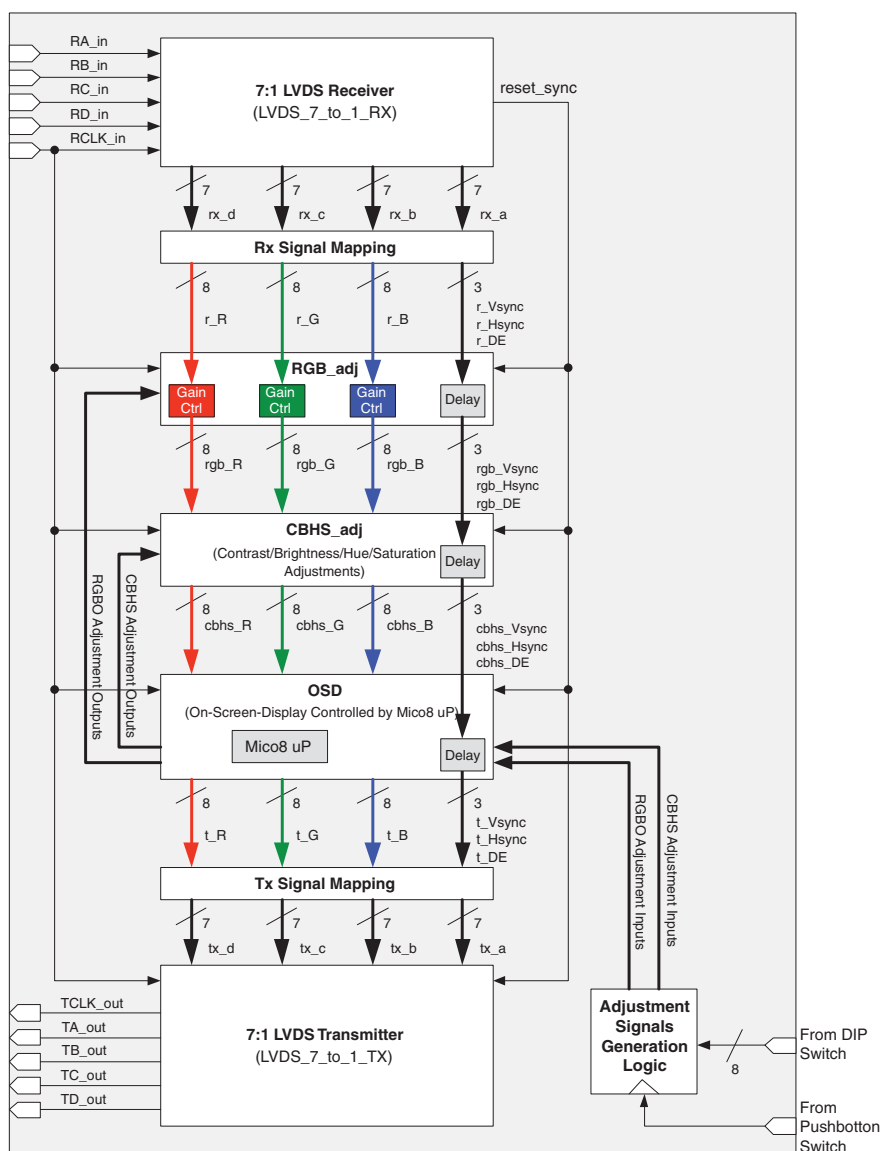 RA_in
RB_in
RC_in
RD_in
RCLK_in
7:1 LVDS Receiver
(LVDS_7_to_1_RX)
reset_sync
7 7 7 7
rx_d rx_c rx_b rx_a
Rx Signal Mapping
8 8 8 3
r_R r_G r_B
r_Vsync
r_Hsync
r_DE
RGB_adj
Gain Ctrl
Gain Ctrl
Gain Ctrl
Delay
8 8 8 3
rgb_R rgb_G rgb_B
rgb_Vsync
rgb_Hsync
rgb_DE
CBHS_adj
(Contrast/Brightness/Hue/Saturation
Adjustments)
Delay
8 8 8 3
cbhs_R cbhs_G cbhs_B
cbhs_Vsync
cbhs_Hsync
cbhs_DE
RGBO Adjustment Outputs
CBHS Adjustment Outputs
OSD
(On-Screen-Display Controlled by Mico8 uP)
Mico8 uP
Delay
8 8 8 3
t_R t_G t_B
t_Vsync
t_Hsync
t_DE
RGBO Adjustment Inputs
CBHS Adjustment Inputs
Tx Signal Mapping
7 7 7 7
tx_d tx_c tx_b tx_a
7:1 LVDS Transmitter
(LVDS_7_to_1_TX)
TCLK_out
TA_out
TB_out
TC_out
TD_out
Adjustment
Signals
Generation
Logic
8
From DIP
Switch
From
Pushbotton
Switch